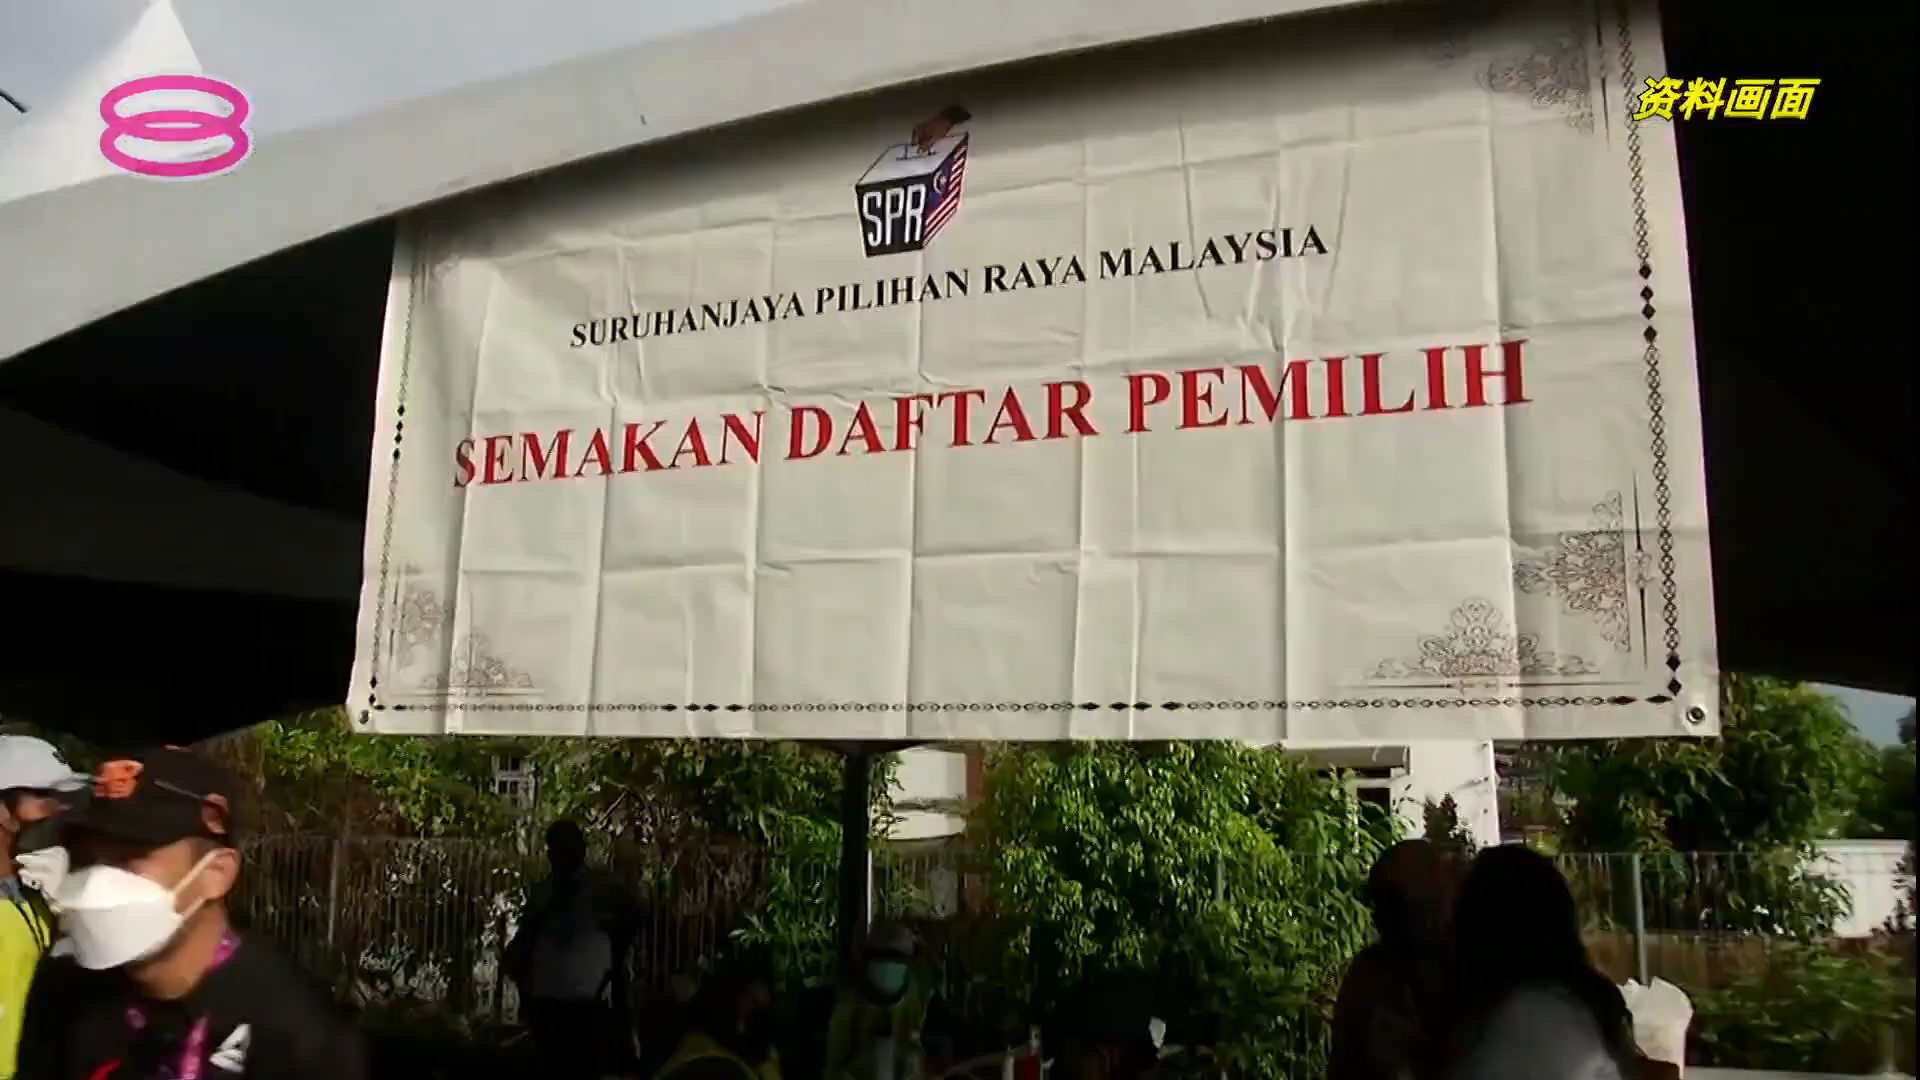 资料画面
SPR
SURUHANJAYA PILIHAN RAYA MALAYSIA
SEMAKAN DAFTAR PEMILIH